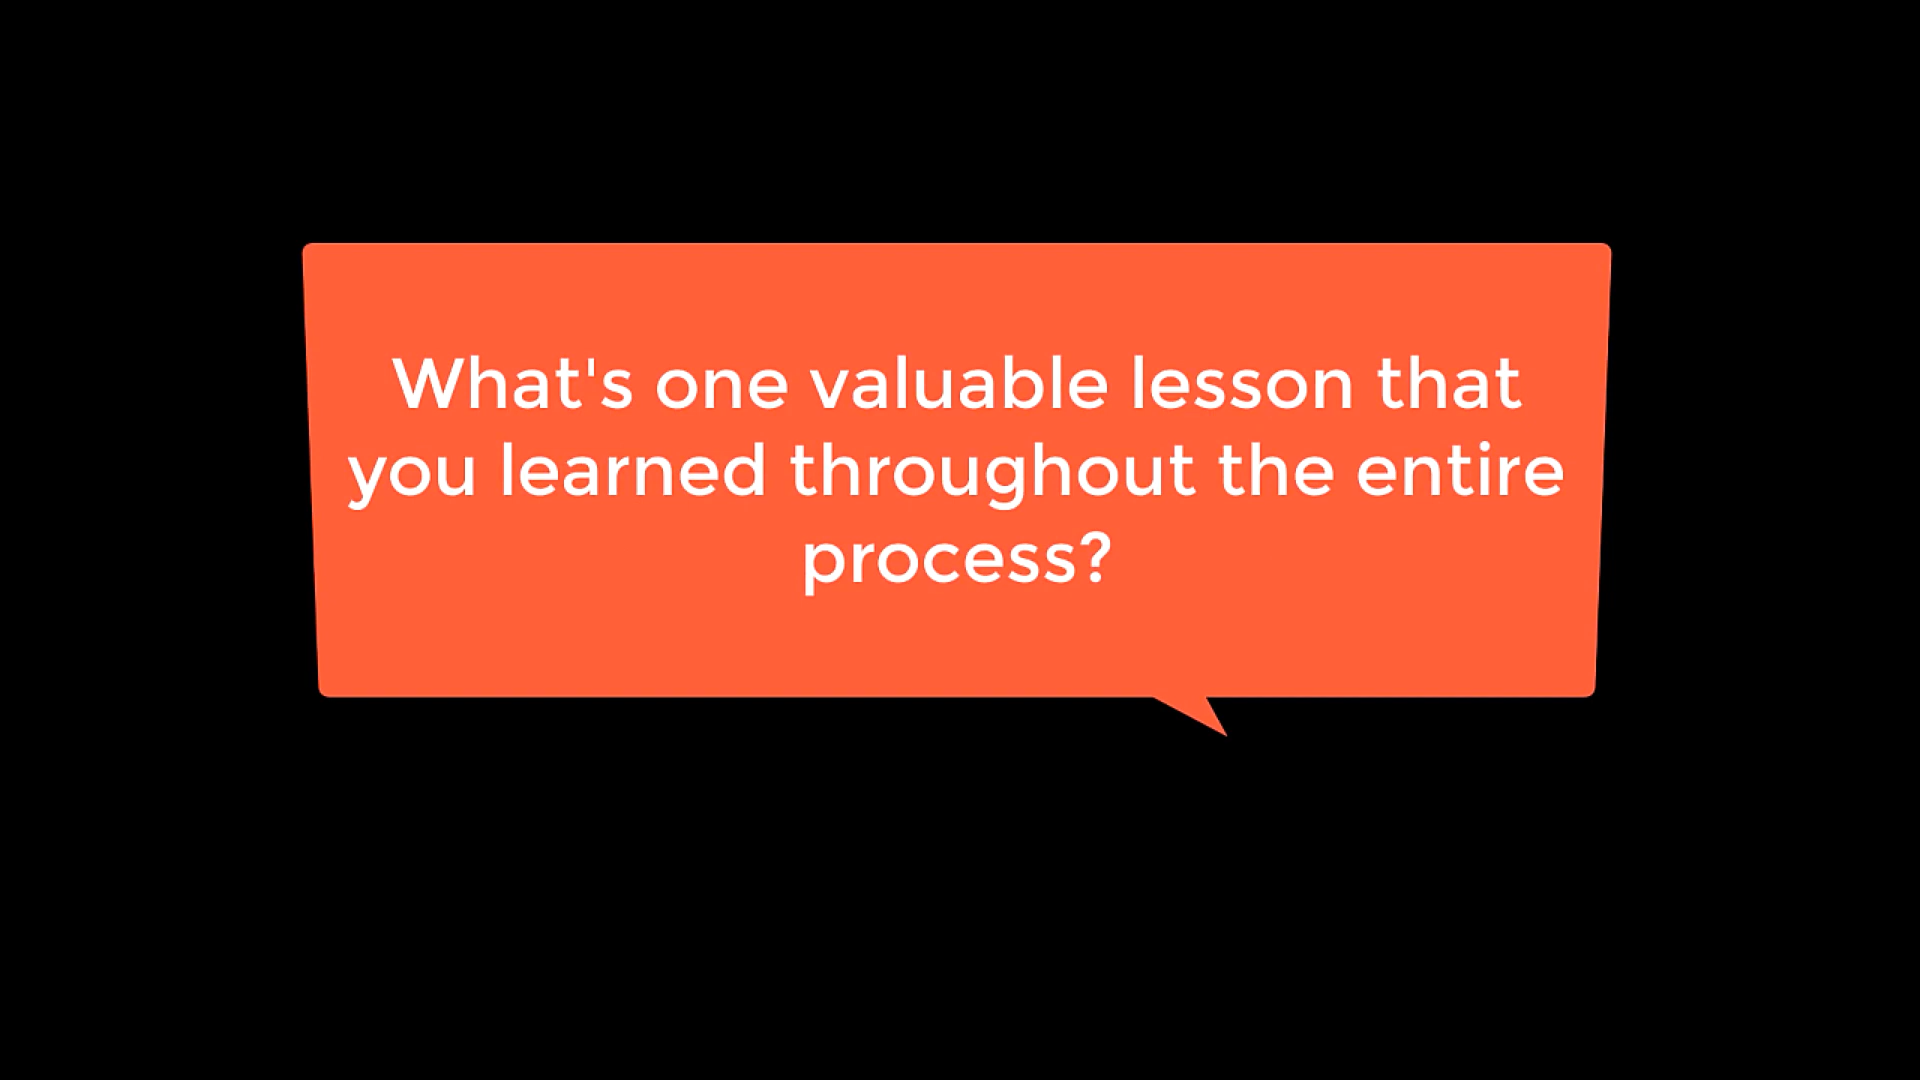 What's one valuable lesson that
you learned throughout the entire
process?